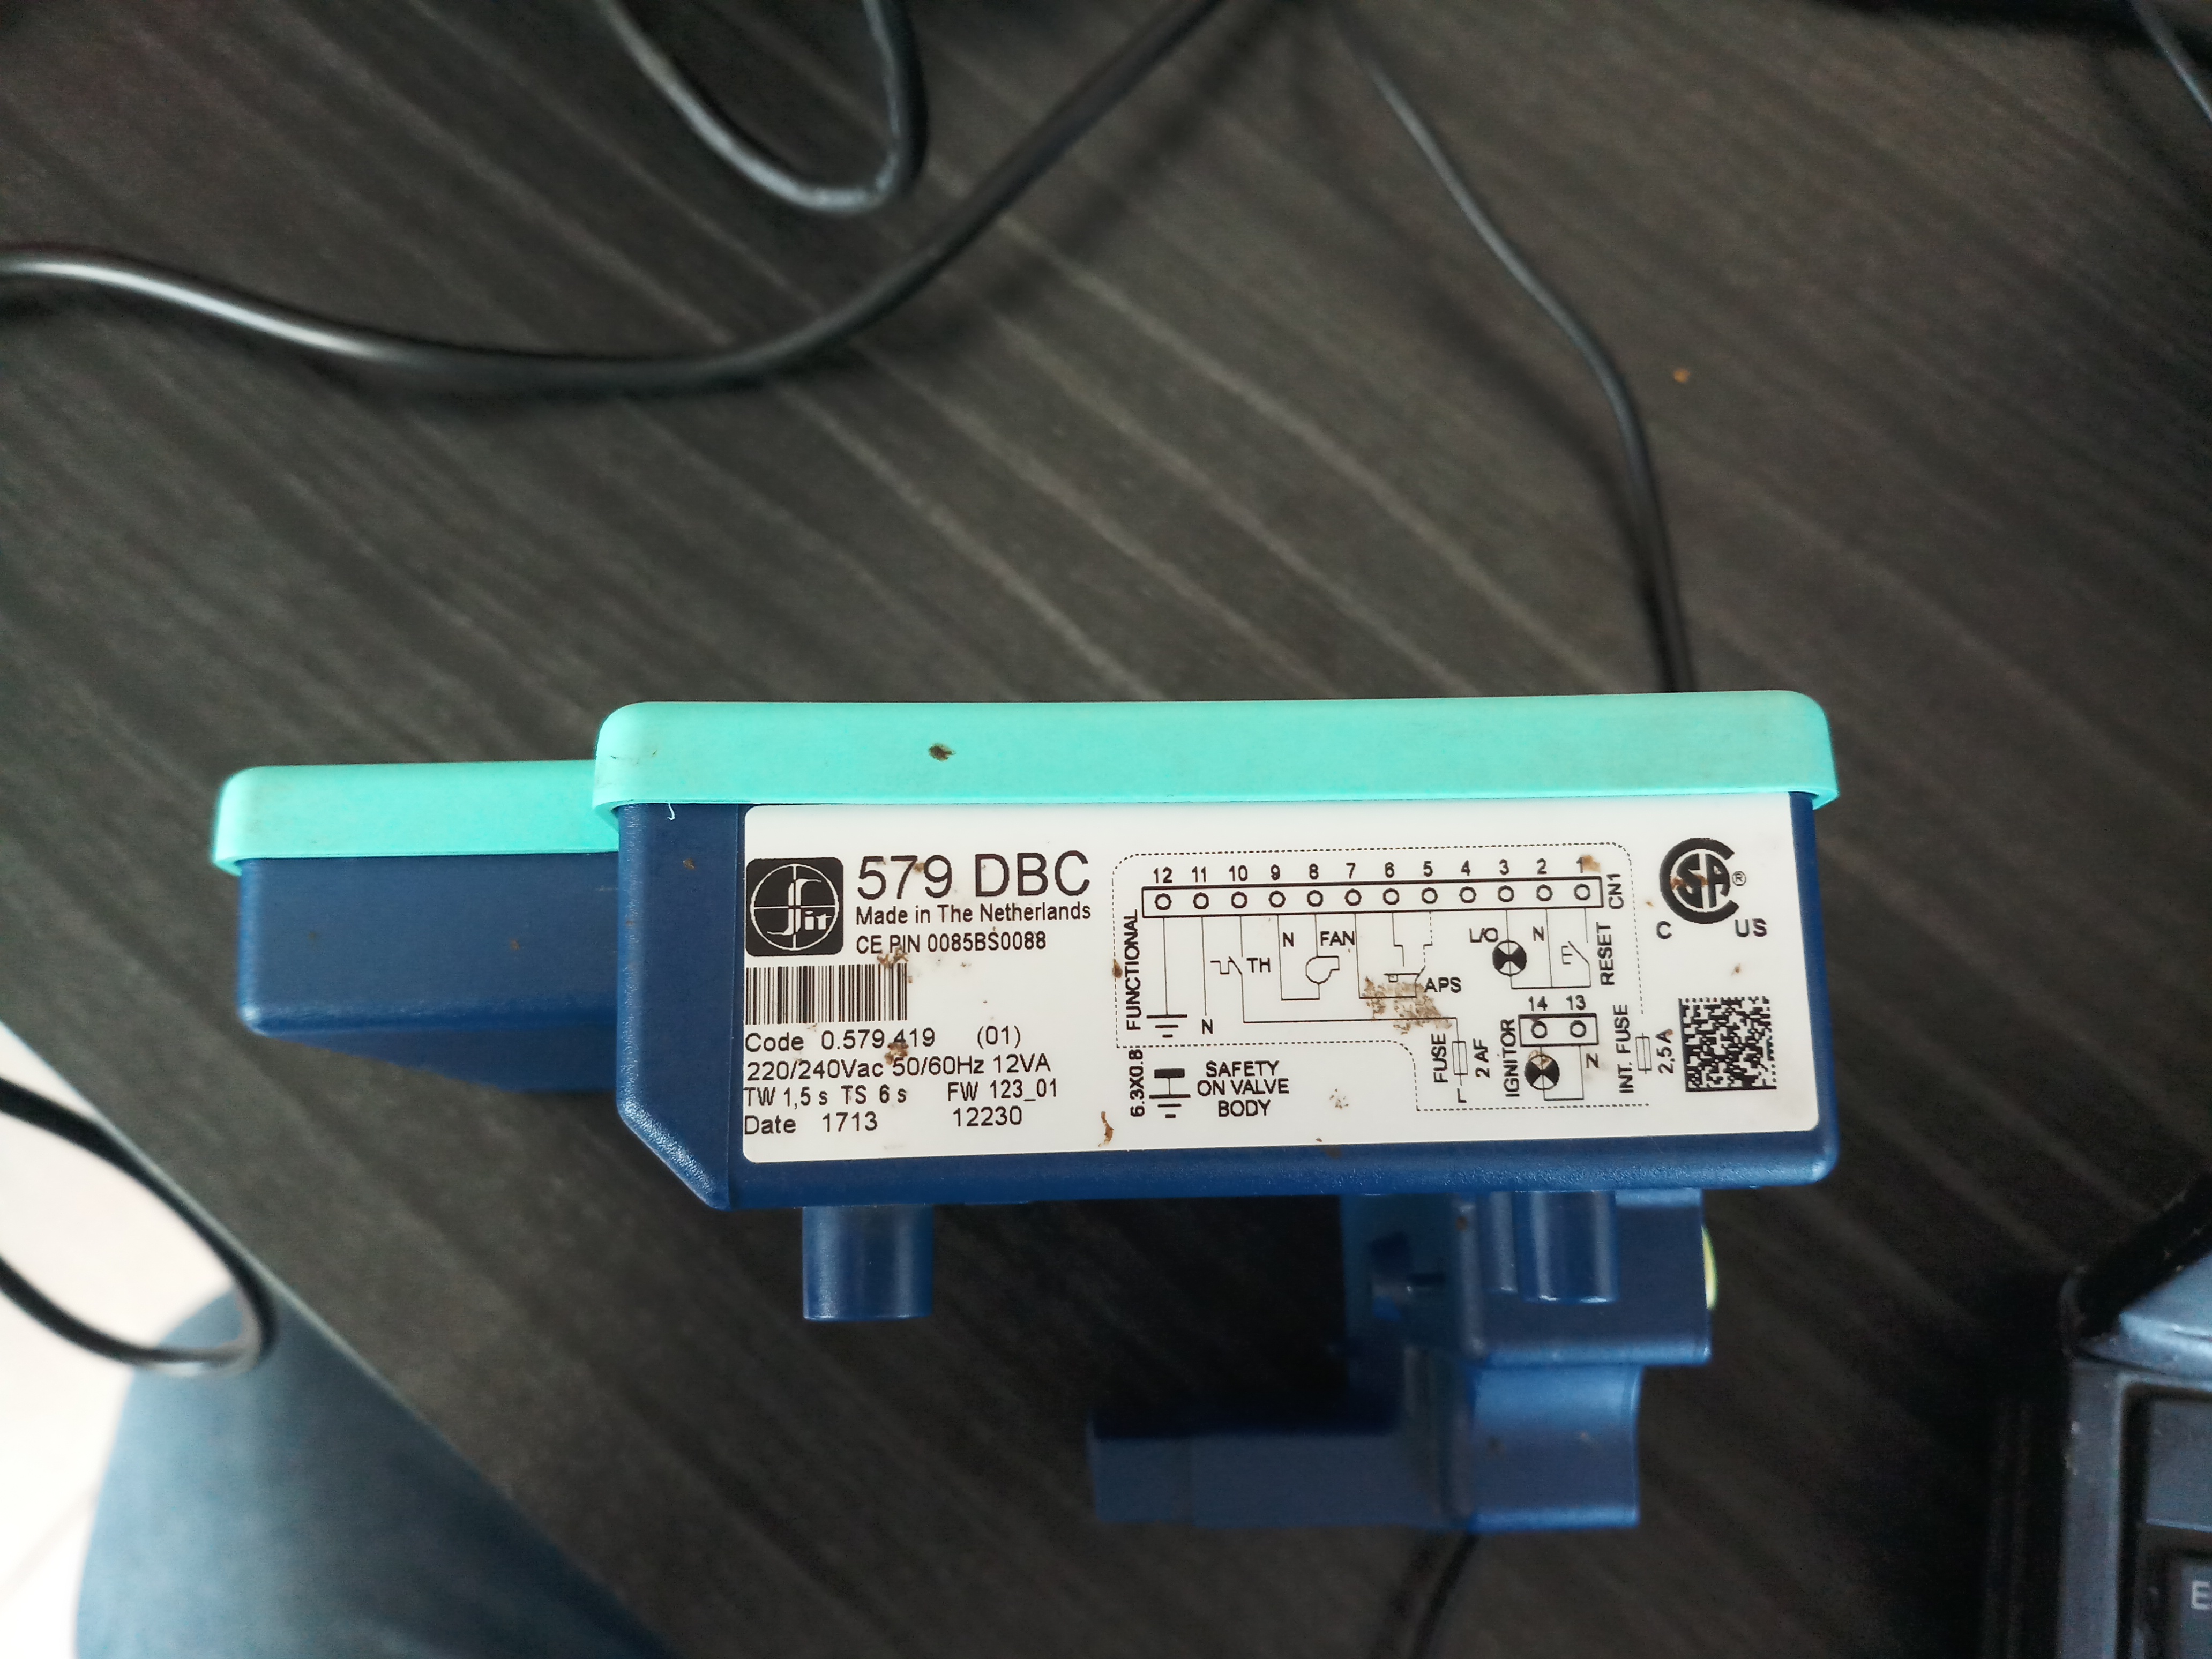 Sit
579 DBC
Made in The Netherlands
CE PIN 0085BS0088
Code 0.579 419 (01)
220/240Vac 50/60Hz 12VA
TW 1,5 s TS 6 s FW 123_01
Date 1713 12230
12 11 10 9 8 7 6 5 4 3 2 1
CN1
FUNCTIONAL
N
TH
N
FAN
APS
L/O
N
RESET
6.3X0.8
SAFETY
ON VALVE
BODY
FUSE
L
2 AF
IGNITOR
14 13
N
INT. FUSE
2,5A
C SA® US
E